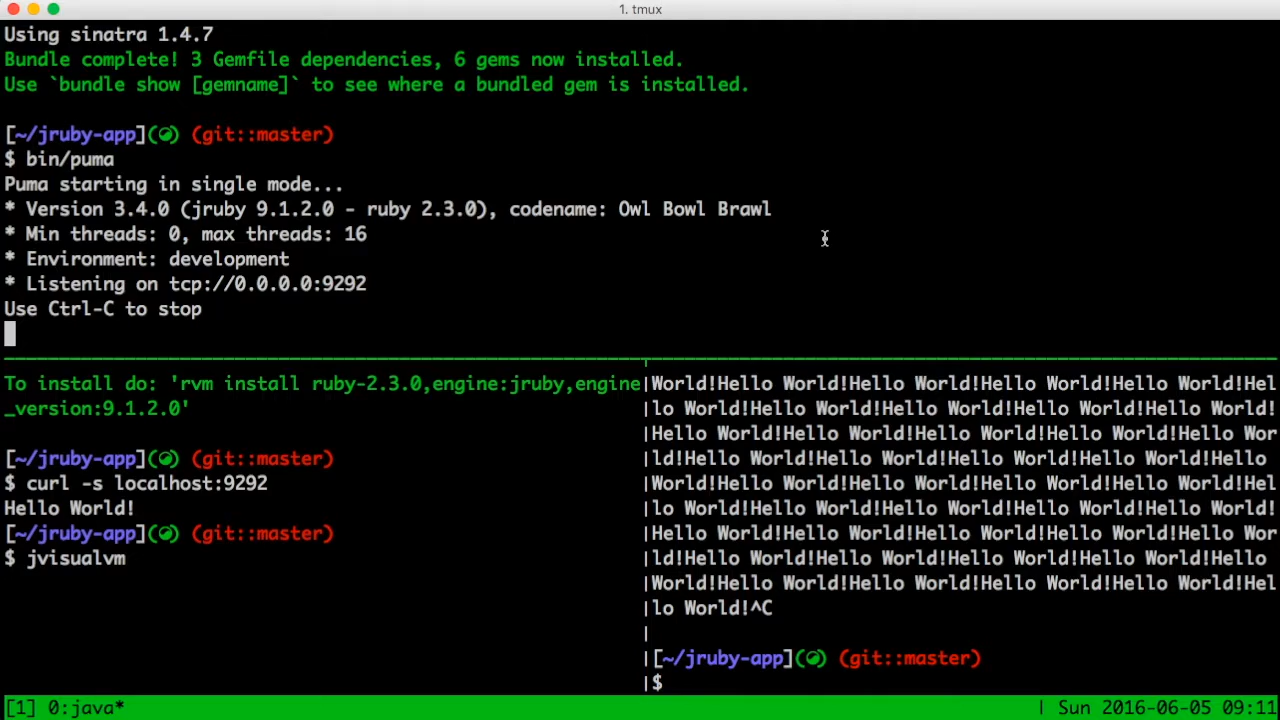 1. tmux
Using sinatra 1.4.7
Bundle complete! 3 Gemfile dependencies, 6 gems now installed.
Use `bundle show [gemname]` to see where a bundled gem is installed.
[~/jruby-app] (git::master)
$ bin/puma
Puma starting in single mode...
* Version 3.4.0 (jruby 9.1.2.0 - ruby 2.3.0), codename: Owl Bowl Brawl
* Min threads: 0, max threads: 16
* Environment: development
* Listening on tcp://0.0.0.0:9292
Use Ctrl-C to stop
To install do: 'rvm install ruby-2.3.0,engine:jruby,engine
_version:9.1.2.0'
[~/jruby-app] (git::master)
$ curl -s localhost:9292
Hello World!
[~/jruby-app] (git::master)
$ jvisualvm
World!Hello World!Hello World!Hello World!Hello World!Hel
lo World!Hello World!Hello World!Hello World!Hello World!
Hello World!Hello World!Hello World!Hello World!Hello Wor
ld!Hello World!Hello World!Hello World!Hello World!Hello
World!Hello World!Hello World!Hello World!Hello World!Hel
lo World!Hello World!Hello World!Hello World!Hello World!
Hello World!Hello World!Hello World!Hello World!Hello Wor
ld!Hello World!Hello World!Hello World!Hello World!Hello
World!Hello World!Hello World!Hello World!Hello World!Hel
lo World!^C
[~/jruby-app] (git::master)
$
[1] 0:java* | Sun 2016-06-05 09:11